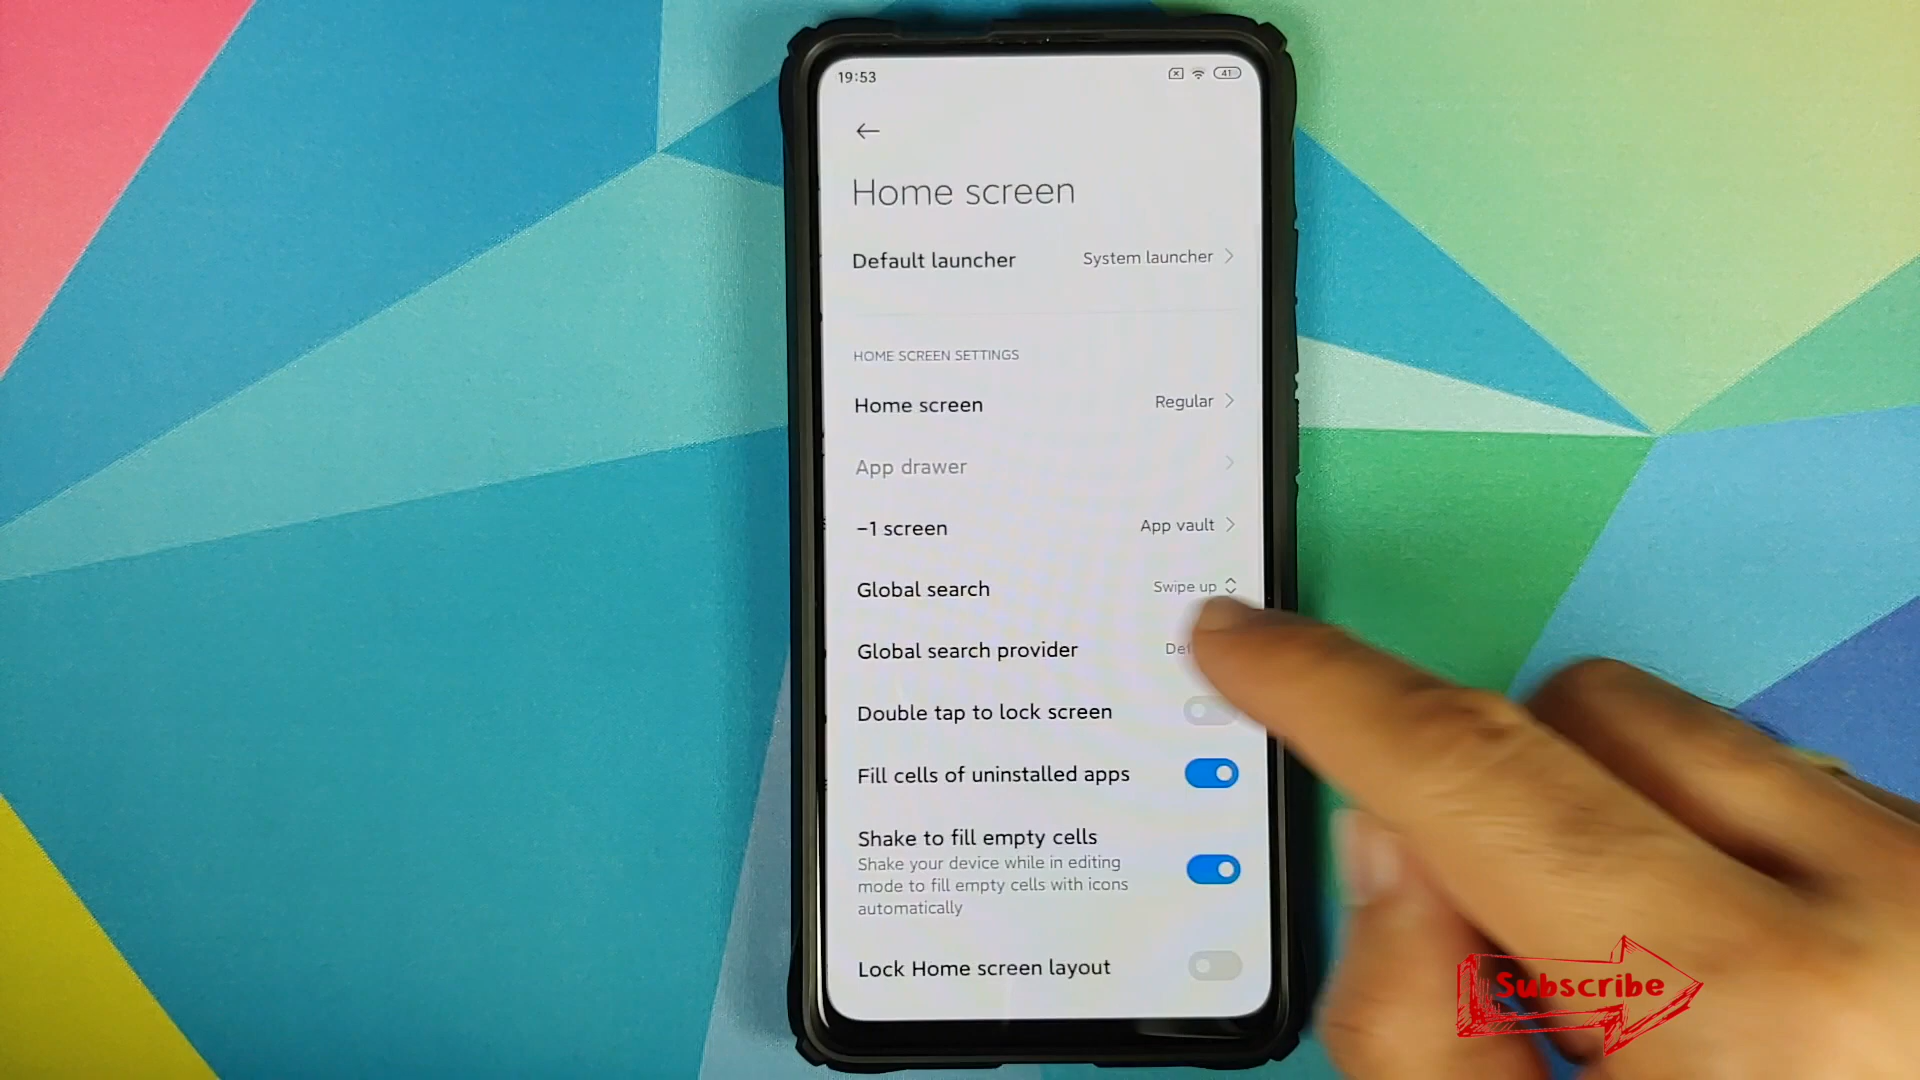 19:53
41
Home screen
Default launcher System launcher
HOME SCREEN SETTINGS
Home screen Regular
App drawer
-1 screen App vault
Global search Swipe up
Global search provider
Double tap to lock screen
Fill cells of uninstalled apps
Shake to fill empty cells
Shake your device while in editing
mode to fill empty cells with icons
automatically
Lock Home screen layout
Subscribe